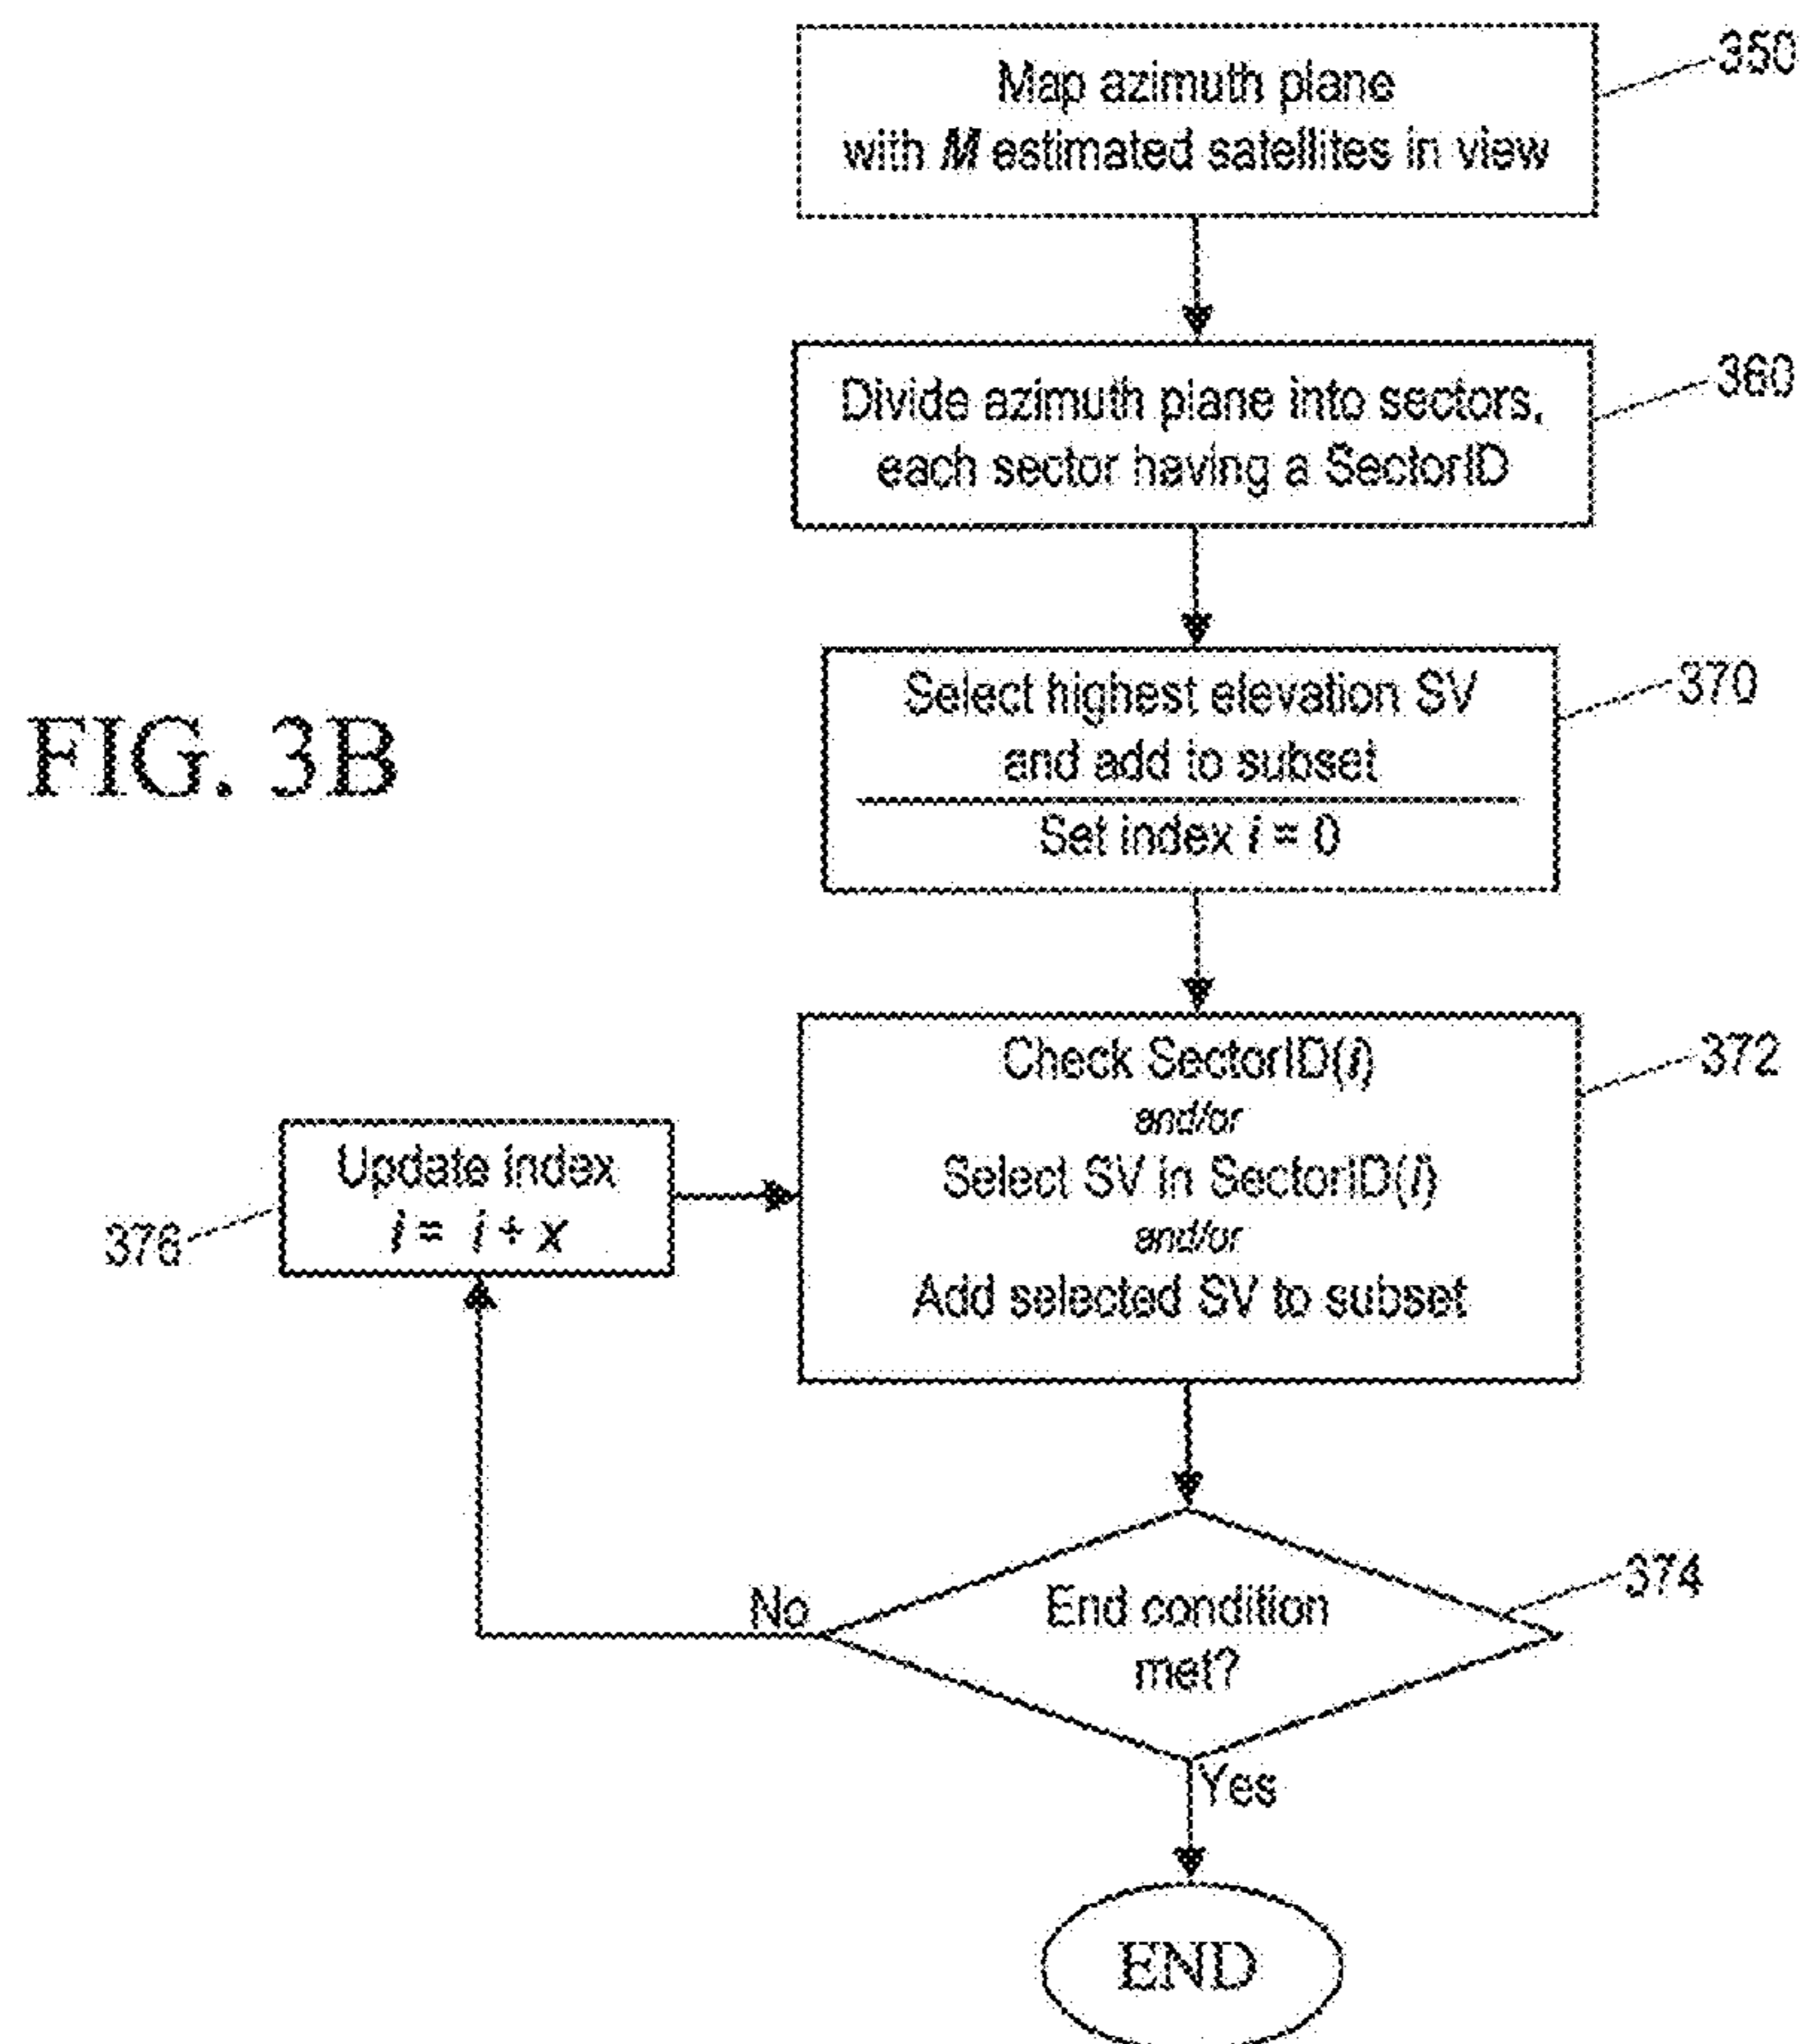 Map azimuth plane
with M estimated satellites in view
350
Divide azimuth plane into sectors,
each sector having a SectorID
360
Select highest elevation SV
and add to subset
Set index i = 0
370
FIG. 3B
Check SectorID(i)
and/or
Select SV in SectorID(i)
and/or
Add selected SV to subset
372
Update index
i = i + x
376
End condition
met?
374
No
Yes
END